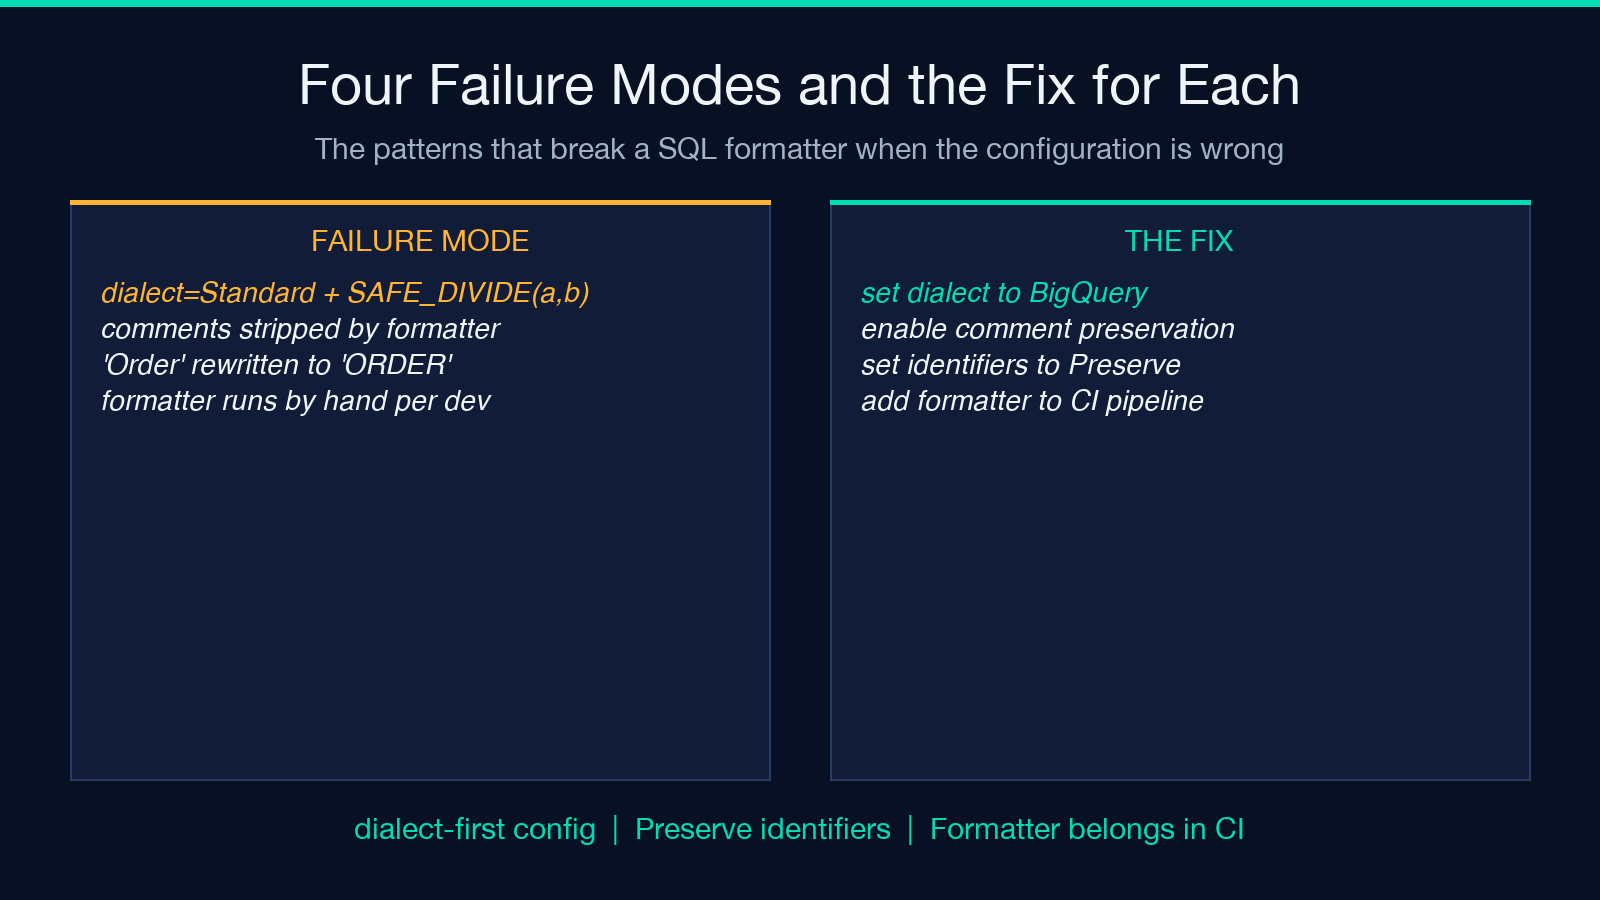 Four Failure Modes and the Fix for Each
The patterns that break a SQL formatter when the configuration is wrong
FAILURE MODE
dialect=Standard + SAFE_DIVIDE(a,b)
comments stripped by formatter
'Order' rewritten to 'ORDER'
formatter runs by hand per dev
THE FIX
set dialect to BigQuery
enable comment preservation
set identifiers to Preserve
add formatter to CI pipeline
dialect-first config | Preserve identifiers | Formatter belongs in CI